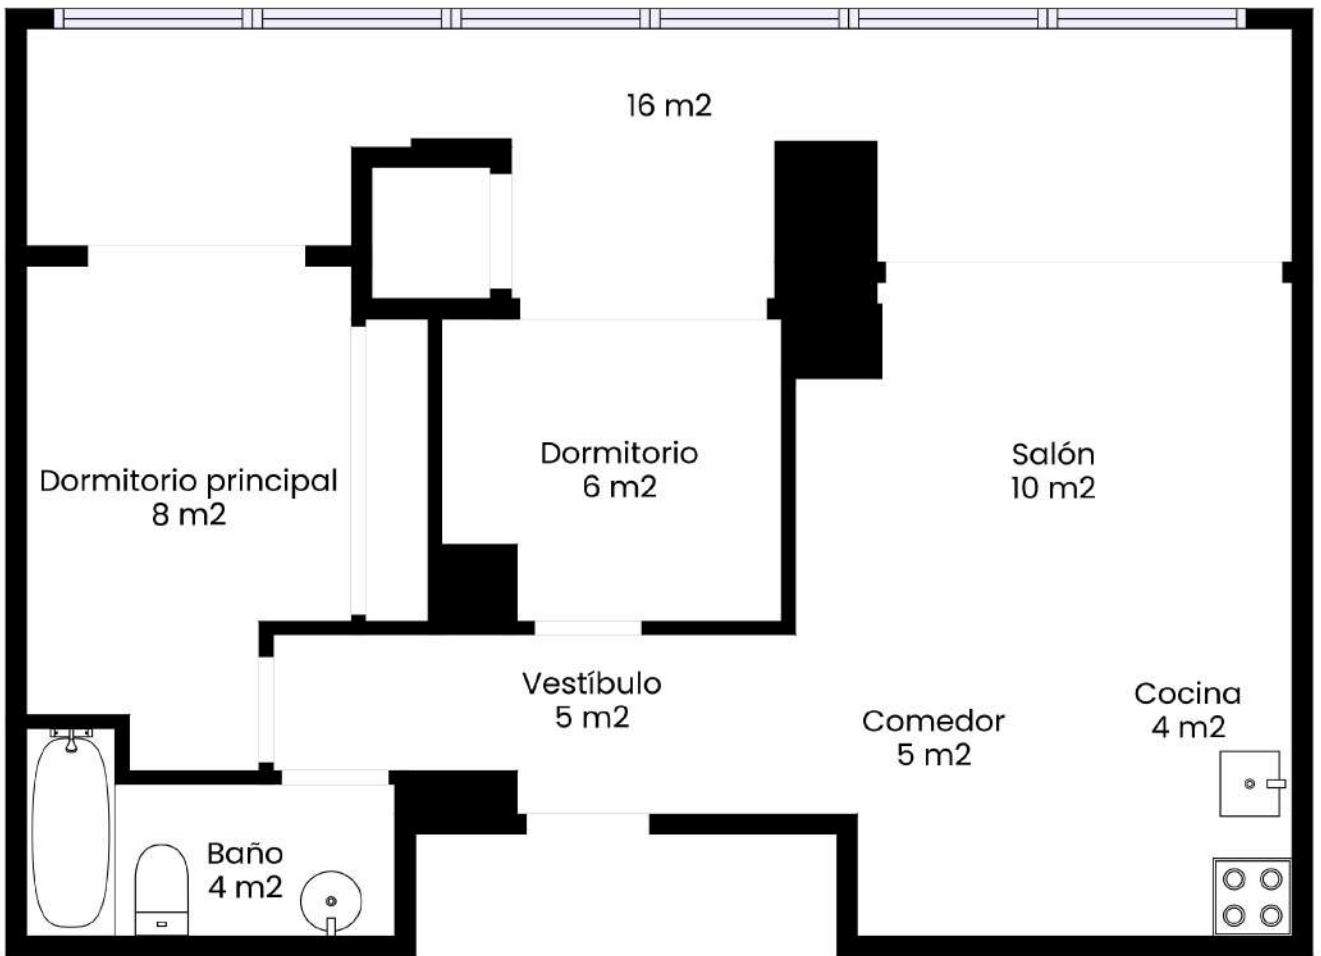 16 m2
Dormitorio
6 m2
Salón
10 m2
Dormitorio principal
8 m2
Vestíbulo
5 m2
Cocina
4 m2
Comedor
5 m2
Baño
4 m2